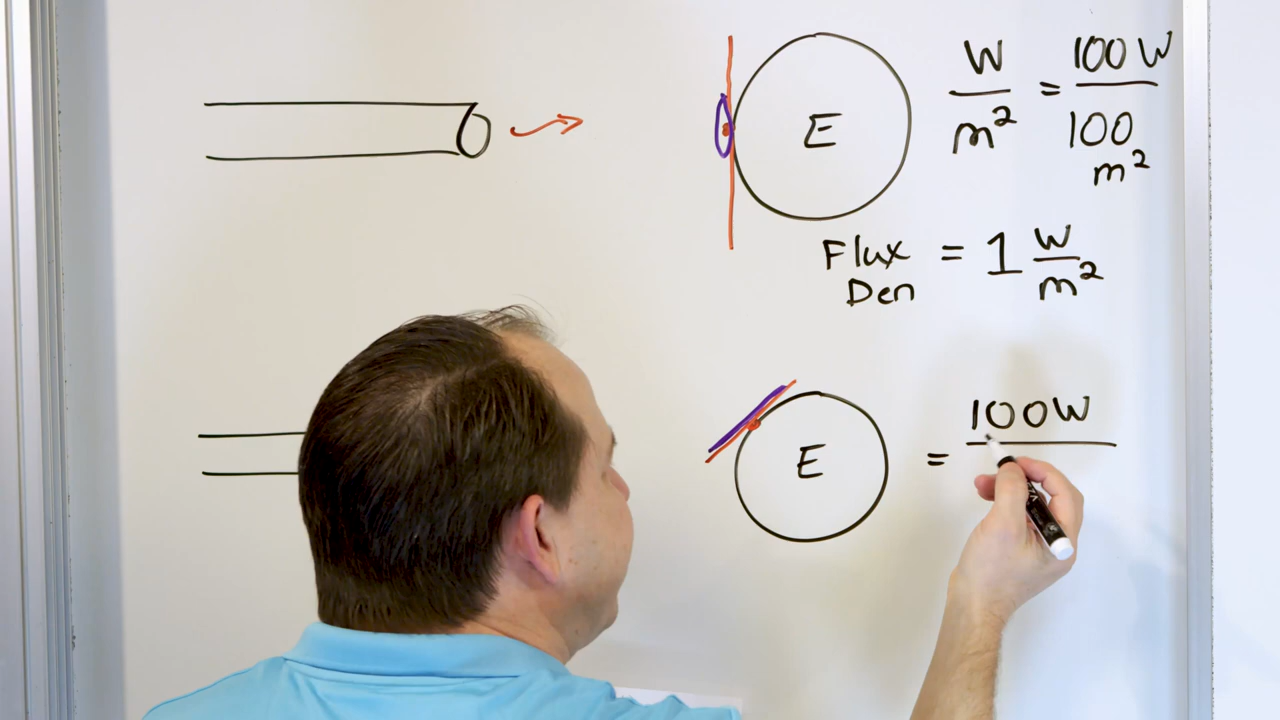 E
W/m² = 100 W/100 m²
Flux Den = 1 W/m²
E
= 100W